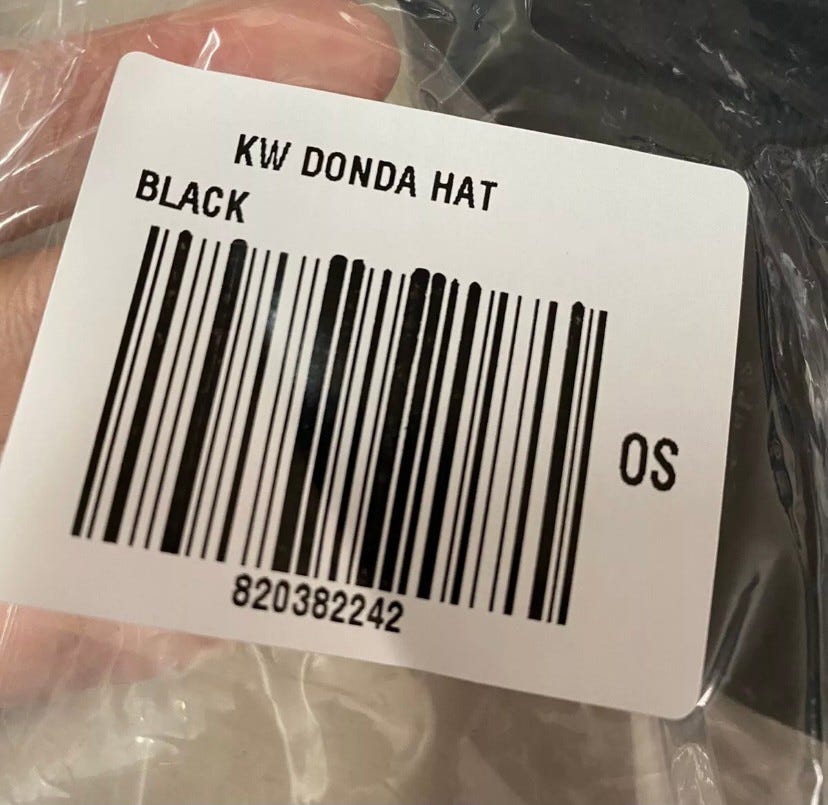 KW DONDA HAT
BLACK
OS
820382242